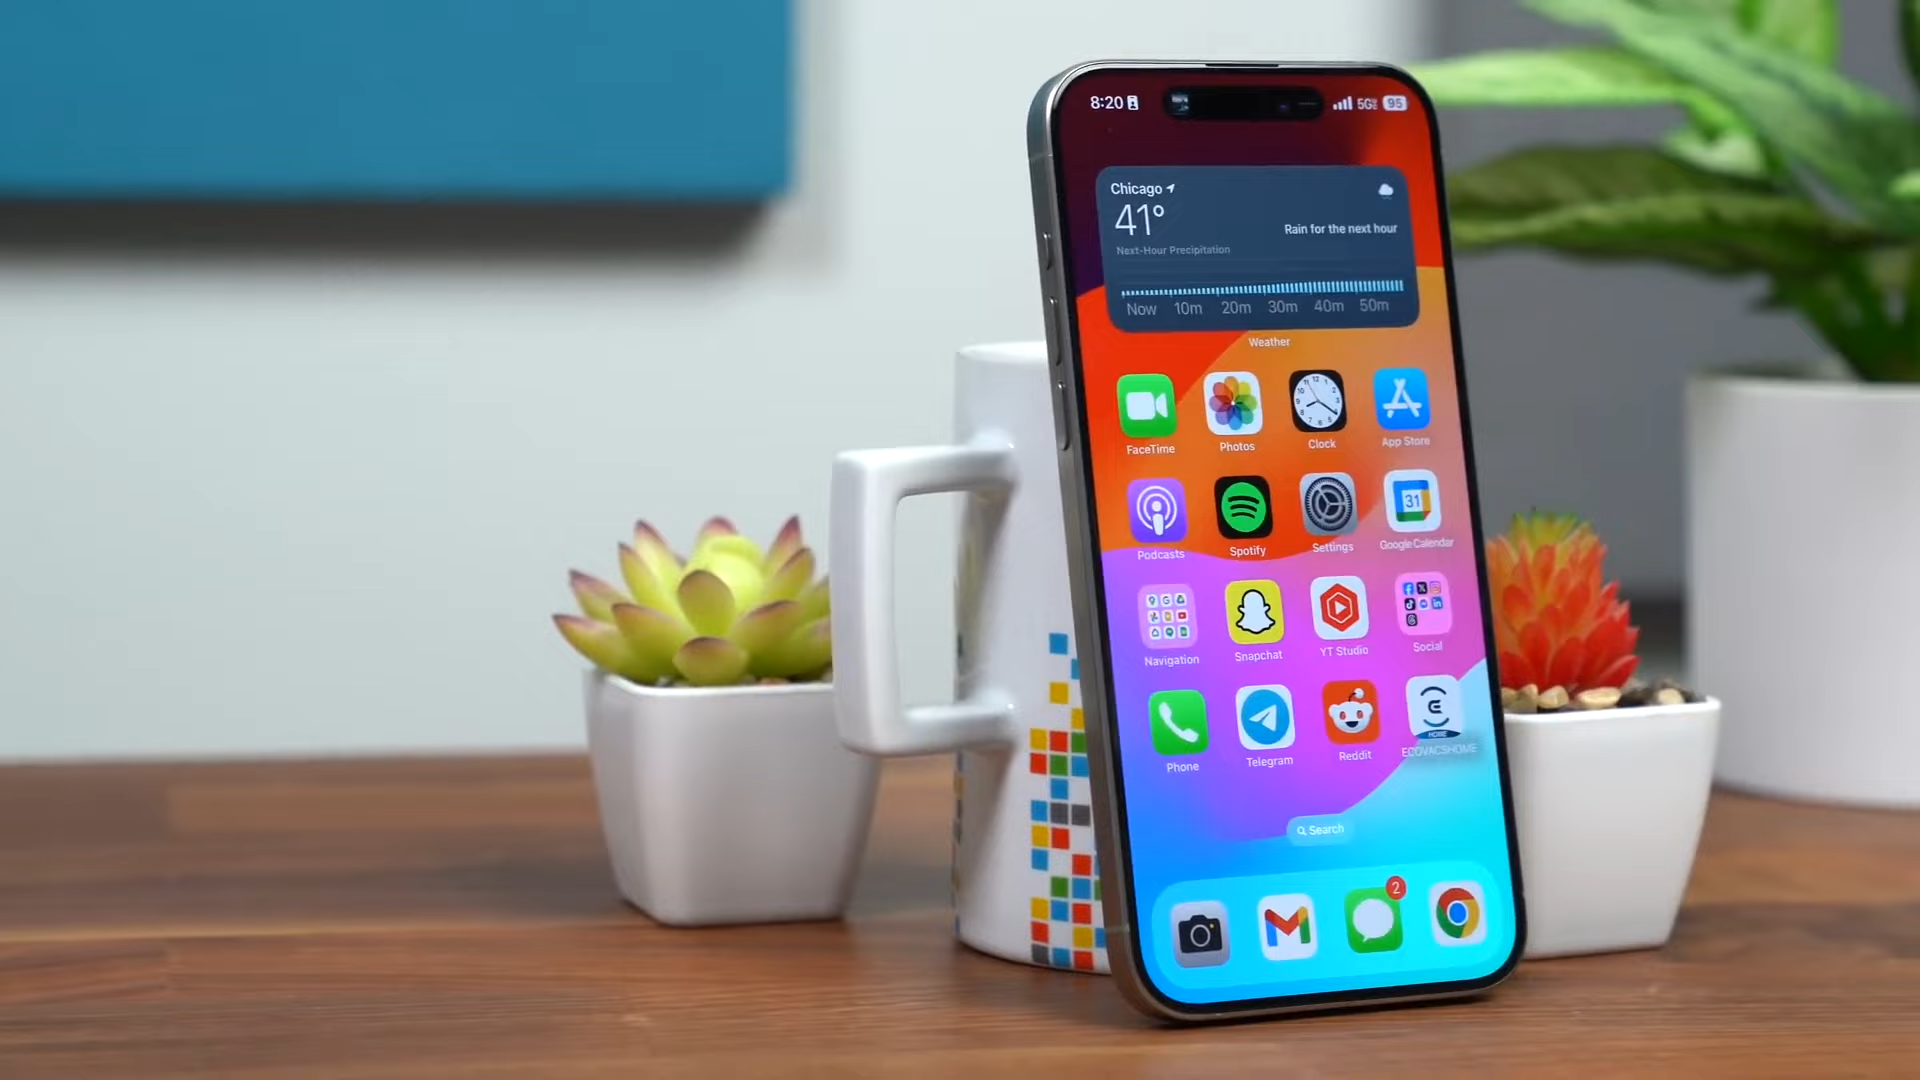 8:20 5G 95
Chicago
41°
Rain for the next hour
Next-Hour Precipitation
Now 10m 20m 30m 40m 50m
Weather
12
FaceTime Photos Clock App Store
31
Podcasts Spotify Settings Google Calendar
Navigation Snapchat YT Studio Social
HOME
Phone Telegram Reddit ECOVACSHOME
Search
2